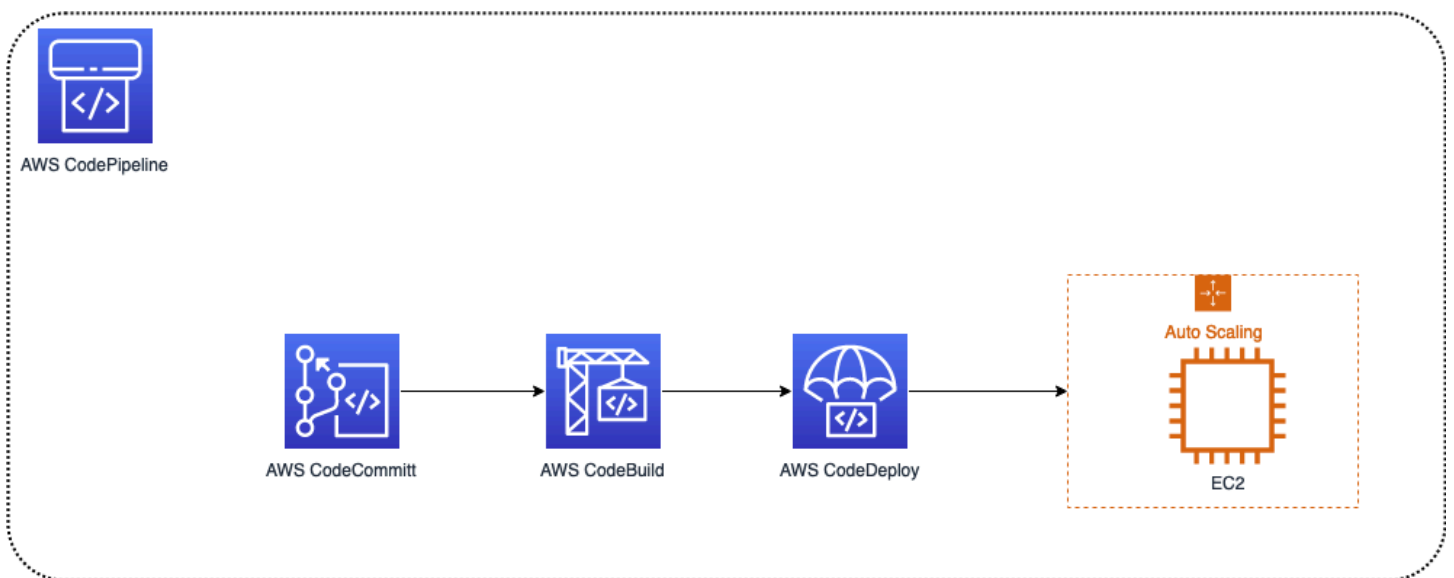 AWS CodePipeline
Auto Scaling
AWS CodeCommitt
AWS CodeBuild
AWS CodeDeploy
EC2